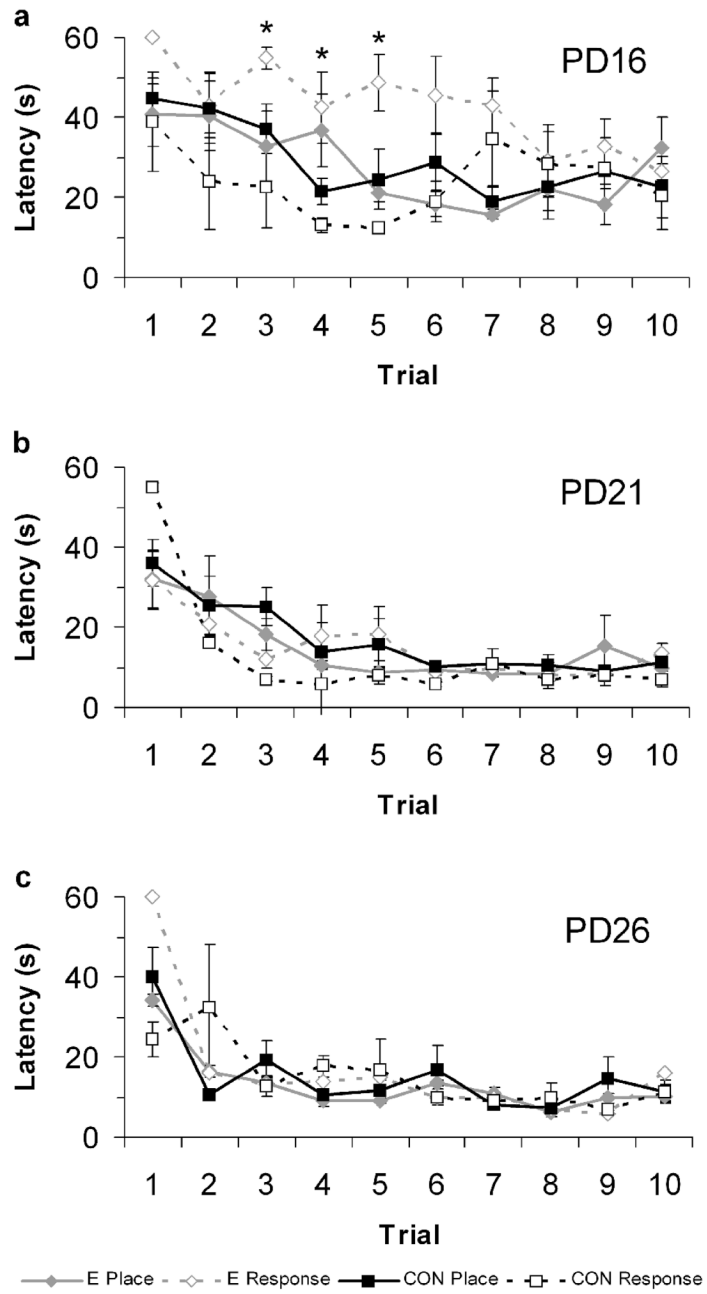 a
60
40
20
0
Latency (s)
* * *
PD16
1 2 3 4 5 6 7 8 9 10
Trial
b
60
40
20
0
Latency (s)
PD21
1 2 3 4 5 6 7 8 9 10
Trial
c
60
40
20
0
Latency (s)
PD26
1 2 3 4 5 6 7 8 9 10
Trial
E Place E Response CON Place CON Response